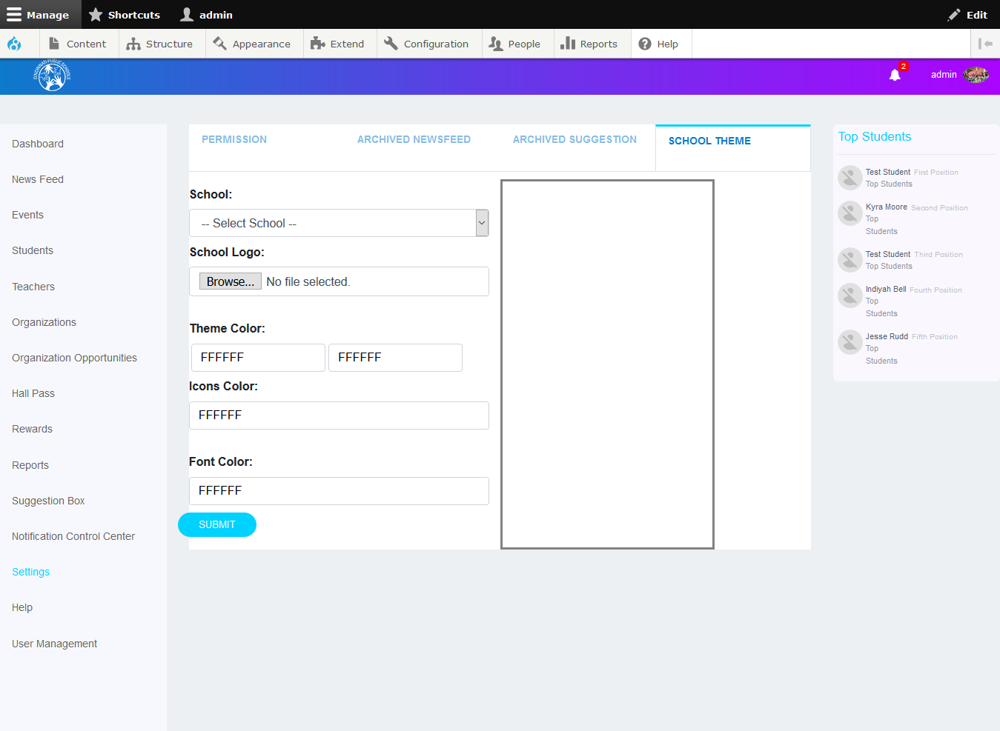 Manage Shortcuts admin Edit
Content Structure Appearance Extend Configuration People Reports Help
CINCINNATI PUBLIC SCHOOLS
2
admin
Dashboard
News Feed
Events
Students
Teachers
Organizations
Organization Opportunities
Hall Pass
Rewards
Reports
Suggestion Box
Notification Control Center
Settings
Help
User Management
PERMISSION ARCHIVED NEWSFEED ARCHIVED SUGGESTION SCHOOL THEME
School:
-- Select School --
School Logo:
Browse... No file selected.
Theme Color:
FFFFFF FFFFFF
Icons Color:
FFFFFF
Font Color:
FFFFFF
SUBMIT
Top Students
Test Student First Position
Top Students
Kyra Moore Second Position
Top
Students
Test Student Third Position
Top Students
Indiyah Bell Fourth Position
Top
Students
Jesse Rudd Fifth Position
Top
Students